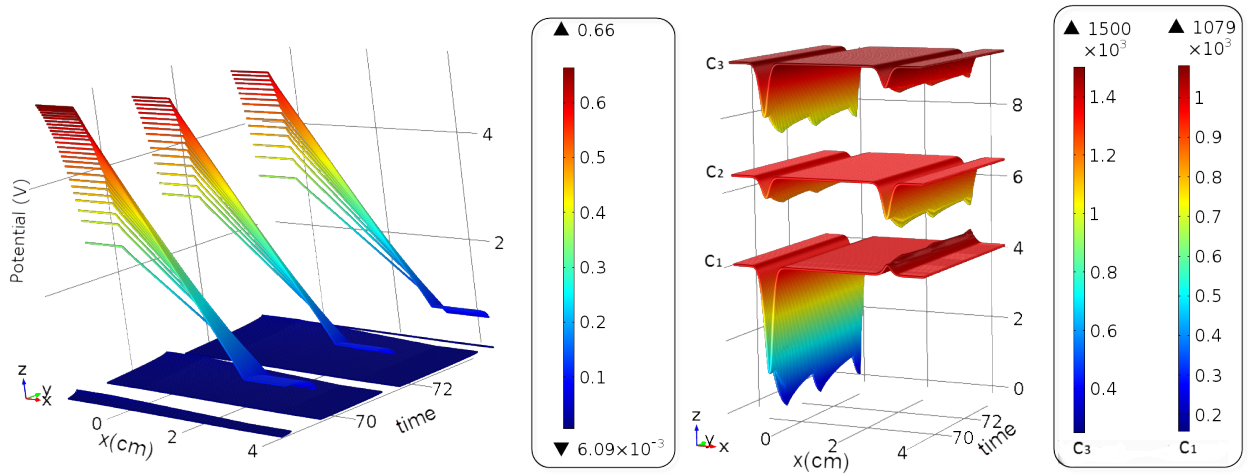 Potential (V)
4
2
z
y
x
0
2
4
x(cm)
70
72
time
▲ 0.66
0.6
0.5
0.4
0.3
0.2
0.1
▼ 6.09×10⁻³
c₃
c₂
c₁
8
6
4
2
0
z
y
x
0
2
4
x(cm)
70
72
time
▲ 1500
×10³
1.4
1.2
1
0.8
0.6
0.4
c₃
▲ 1079
×10³
1
0.9
0.8
0.7
0.6
0.5
0.4
0.3
0.2
c₁